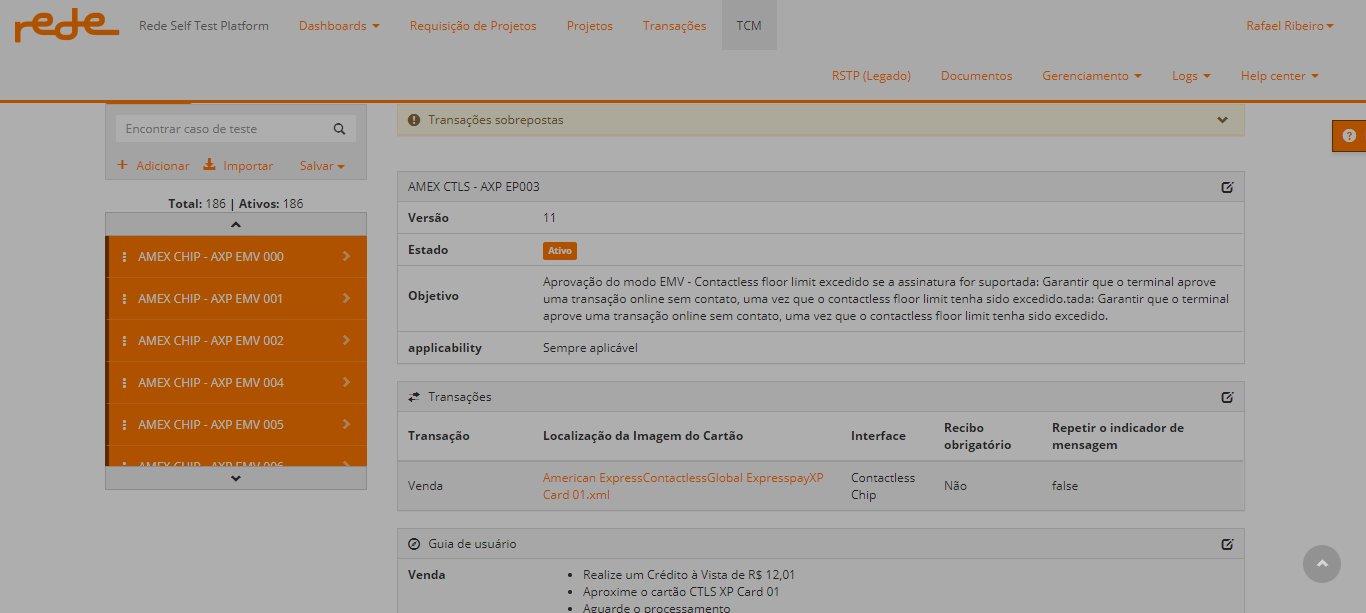 rede Rede Self Test Platform Dashboards Requisição de Projetos Projetos Transações TCM Rafael Ribeiro
RSTP (Legado) Documentos Gerenciamento Logs Help center
Encontrar caso de teste
+ Adicionar Importar Salvar
Total: 186 | Ativos: 186
AMEX CHIP - AXP EMV 000
AMEX CHIP - AXP EMV 001
AMEX CHIP - AXP EMV 002
AMEX CHIP - AXP EMV 004
AMEX CHIP - AXP EMV 005
AMEX CHIP - AXP EMV 006
Transações sobrepostas
AMEX CTLS - AXP EP003
Versão 11
Estado Ativo
Objetivo
Aprovação do modo EMV - Contactless floor limit excedido se a assinatura for suportada: Garantir que o terminal aprove
uma transação online sem contato, uma vez que o contactless floor limit tenha sido excedido.tada: Garantir que o terminal
aprove uma transação online sem contato, uma vez que o contactless floor limit tenha sido excedido.
applicability Sempre aplicável
Transações
Transação Localização da Imagem do Cartão Interface Recibo
obrigatório Repetir o indicador de
mensagem
Venda American ExpressContactlessGlobal ExpresspayXP
Card 01.xml Contactless
Chip Não false
Guia de usuário
Venda
• Realize um Crédito à Vista de R$ 12,01
• Aproxime o cartão CTLS XP Card 01
• Aguarde o processamento